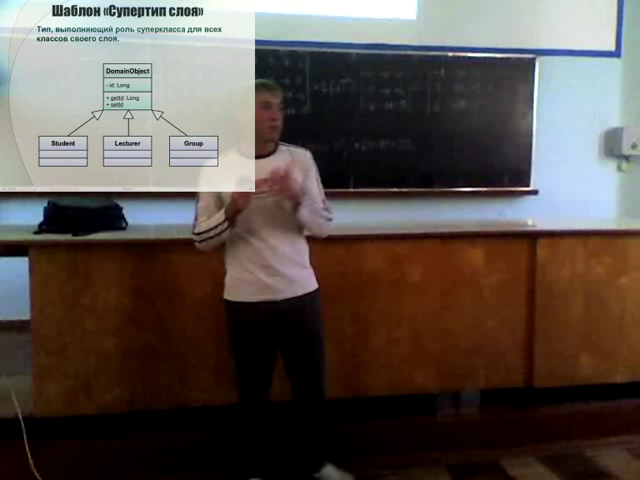 Шаблон «Супертип слоя»
Тип, выполняющий роль суперкласса для всех
классов своего слоя.
DomainObject
- id: Long
+ getId: Long
+ setId
Student
Lecturer
Group